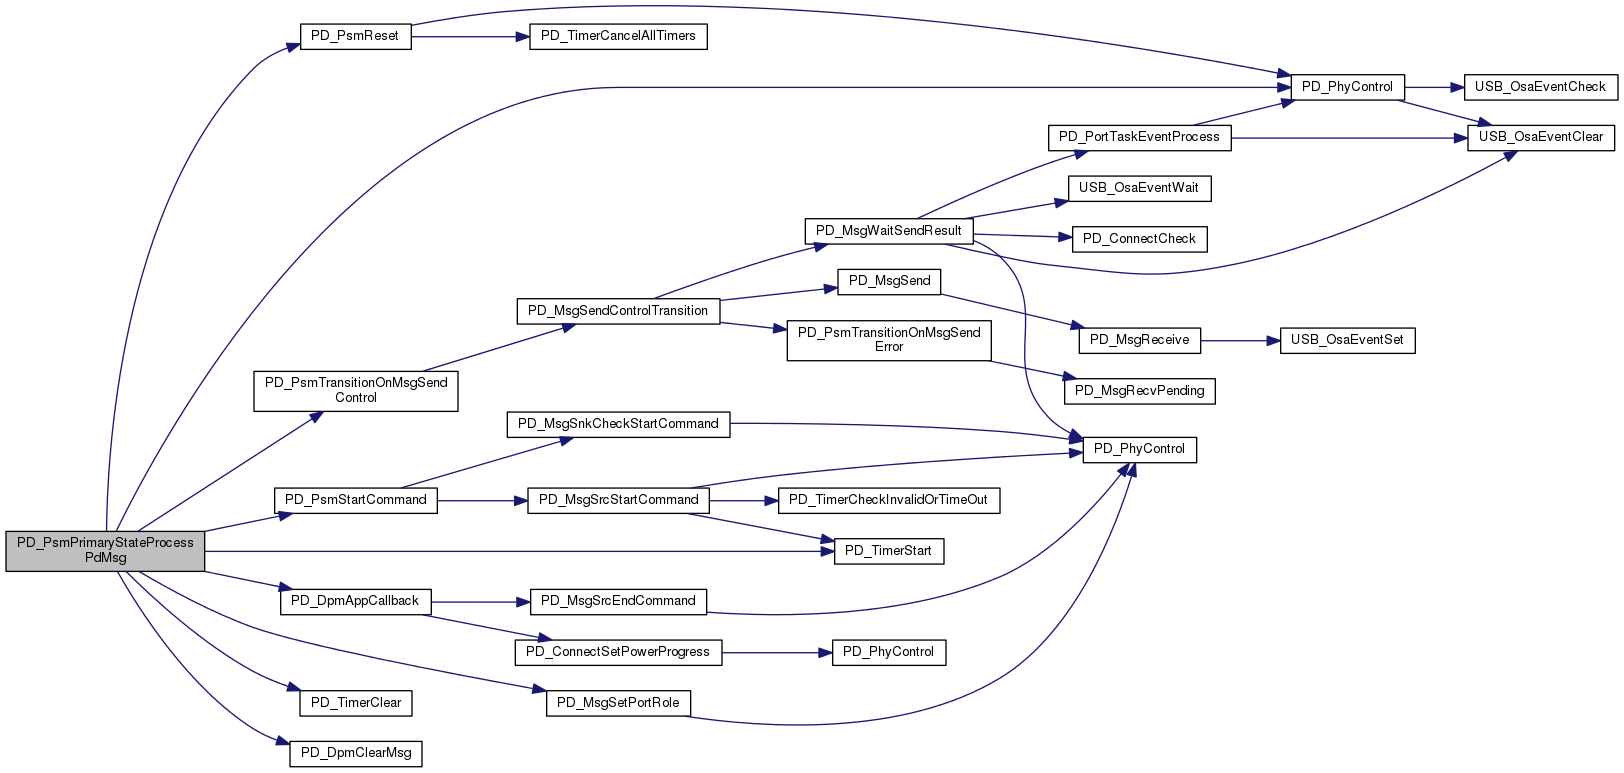 PD_PsmReset
PD_TimerCancelAllTimers
PD_PhyControl
USB_OsaEventCheck
PD_PortTaskEventProcess
USB_OsaEventClear
USB_OsaEventWait
PD_MsgWaitSendResult
PD_ConnectCheck
PD_MsgSend
PD_MsgSendControlTransition
PD_PsmTransitionOnMsgSend
Error
PD_MsgReceive
USB_OsaEventSet
PD_PsmTransitionOnMsgSend
Control
PD_MsgRecvPending
PD_MsgSnkCheckStartCommand
PD_PhyControl
PD_PsmStartCommand
PD_MsgSrcStartCommand
PD_TimerCheckInvalidOrTimeOut
PD_PsmPrimaryStateProcess
PdMsg
PD_TimerStart
PD_DpmAppCallback
PD_MsgSrcEndCommand
PD_ConnectSetPowerProgress
PD_PhyControl
PD_TimerClear
PD_MsgSetPortRole
PD_DpmClearMsg